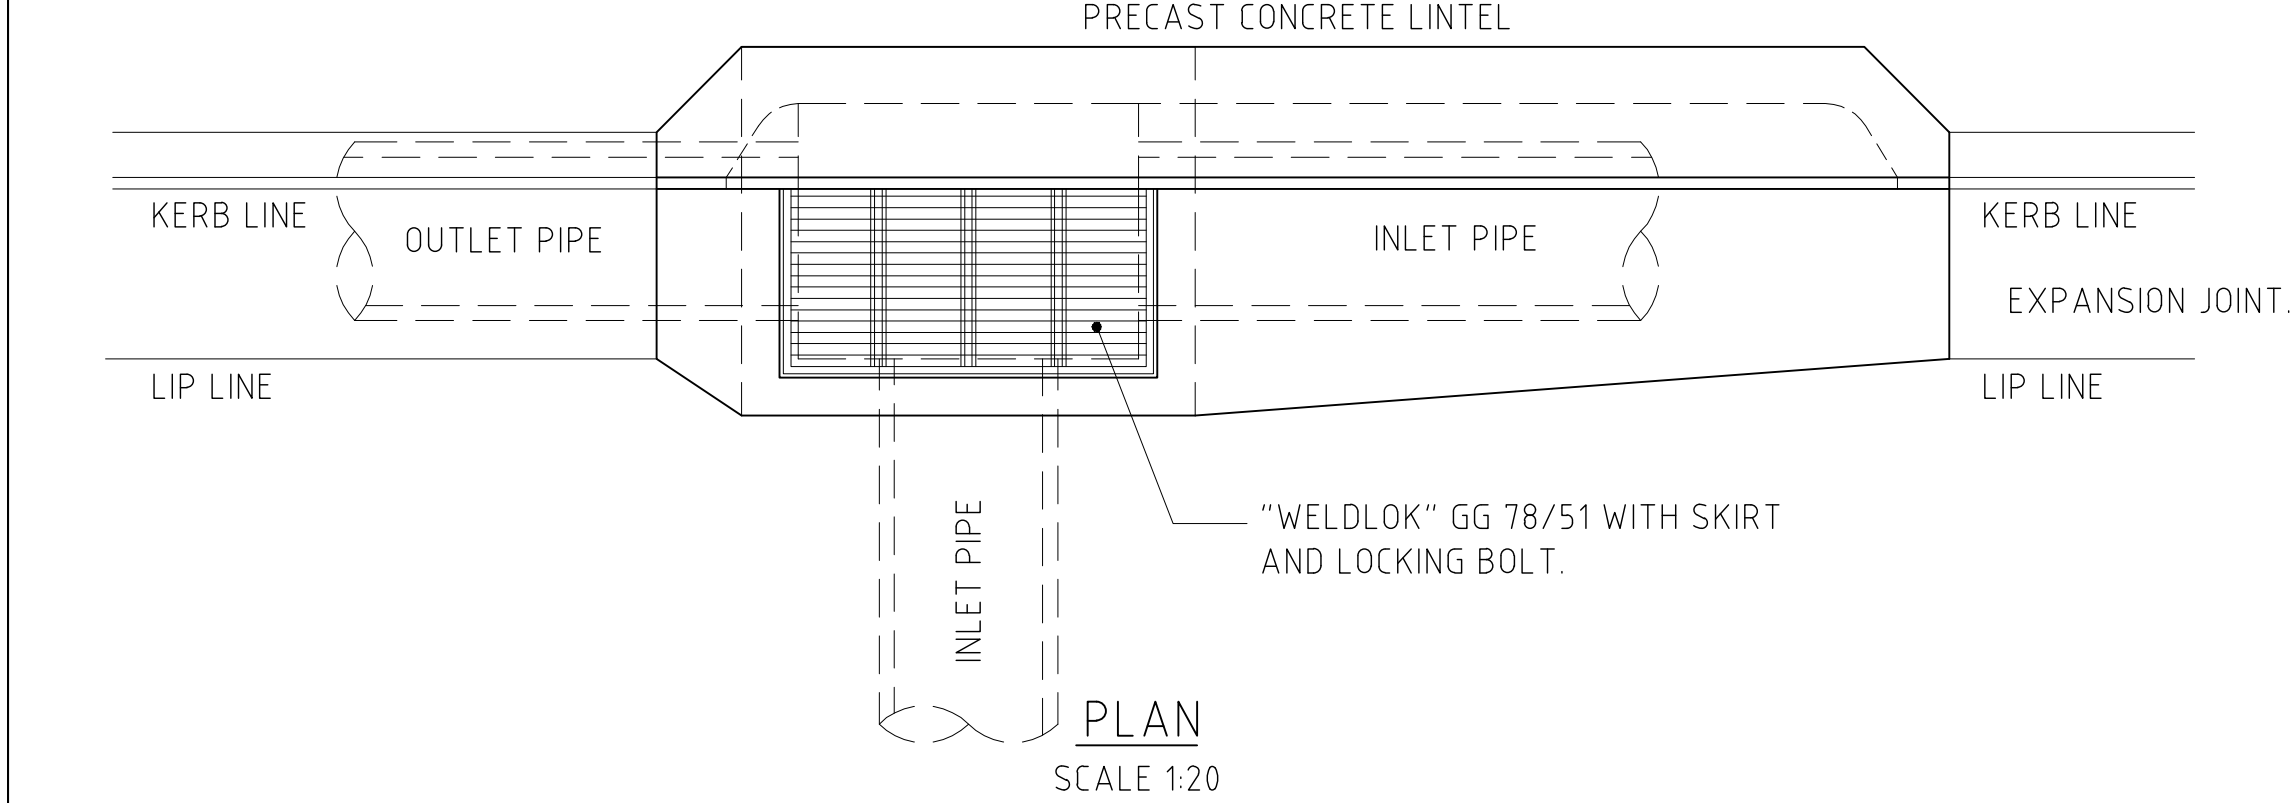 PRECAST CONCRETE LINTEL
KERB LINE
OUTLET PIPE
INLET PIPE
KERB LINE
EXPANSION JOINT.
LIP LINE
LIP LINE
"WELDLOK" GG 78/51 WITH SKIRT
AND LOCKING BOLT.
INLET PIPE
PLAN
SCALE 1:20